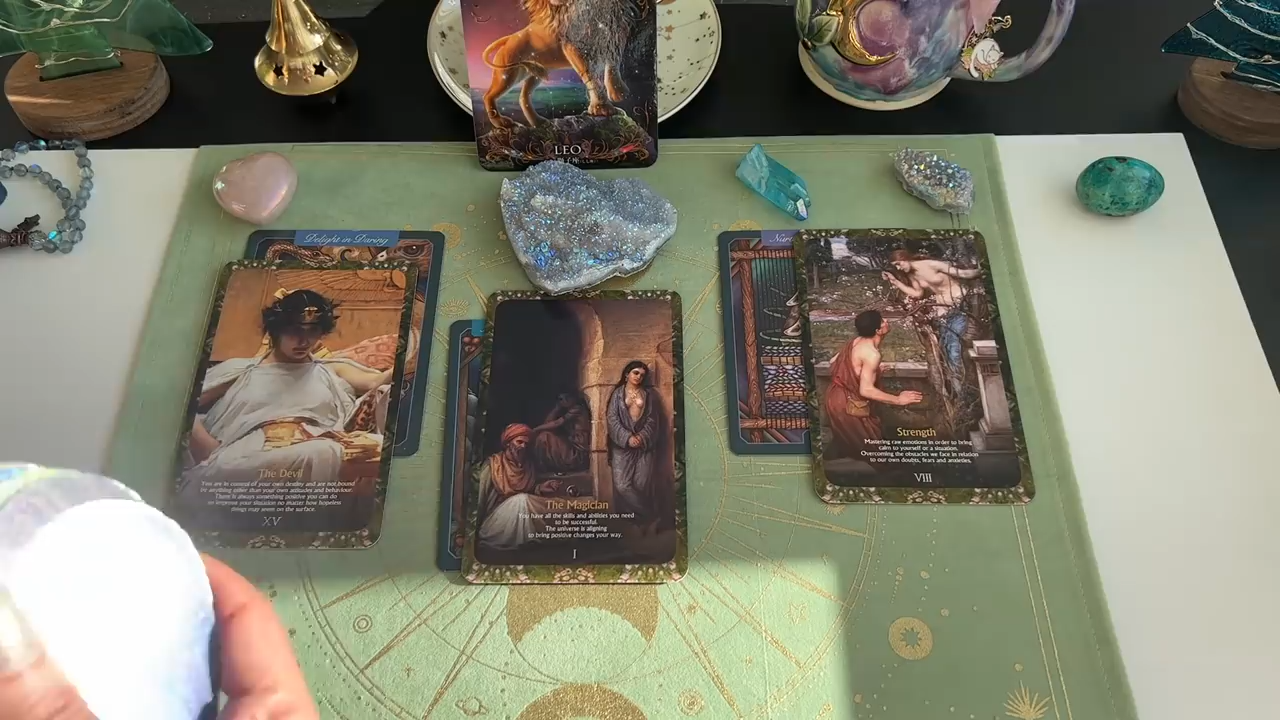 LEO
Delight in Daring
The Devil
You are in control of your own destiny and are not bound
by anything other than your own attitudes and behaviour.
There is always something positive you can do
to improve your situation no matter how hopeless
things may seem on the surface.
XV
The Magician
You have all the skills and abilities you need
to be successful.
The universe is aligning
to bring positive changes your way.
I
Strength
Mastering raw emotions in order to bring
calm to yourself or a situation.
Overcoming the obstacles we face in relation
to our own doubts, fears and anxieties.
VIII